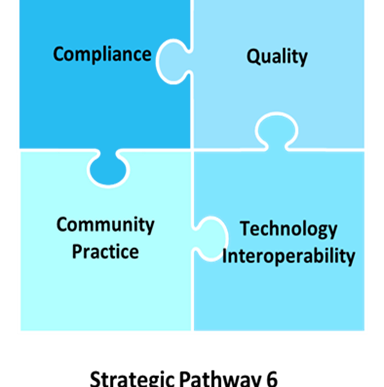 Compliance
Quality
Community
Practice
Technology
Interoperability
Strategic Pathway 6